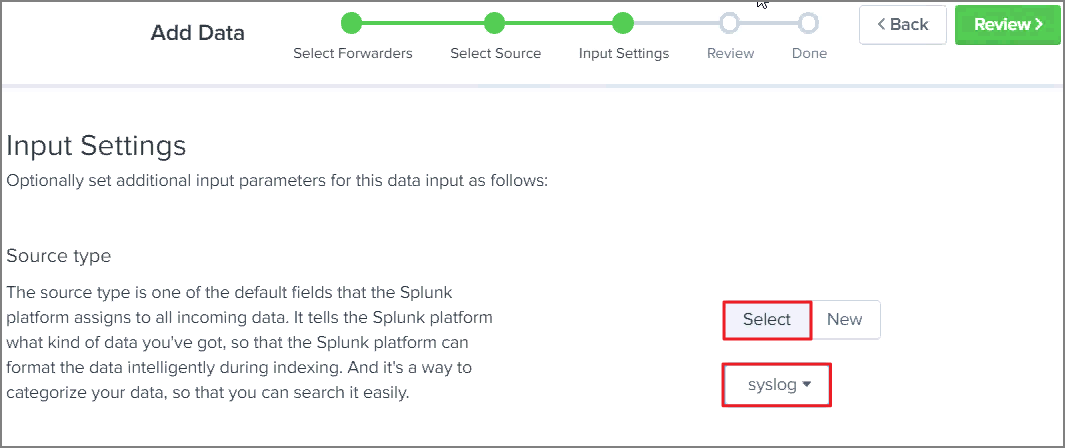 Add Data
Select Forwarders
Select Source
Input Settings
Review
Done
< Back
Review >
Input Settings
Optionally set additional input parameters for this data input as follows:
Source type
The source type is one of the default fields that the Splunk
platform assigns to all incoming data. It tells the Splunk platform
what kind of data you've got, so that the Splunk platform can
format the data intelligently during indexing. And it's a way to
categorize your data, so that you can search it easily.
Select
New
syslog